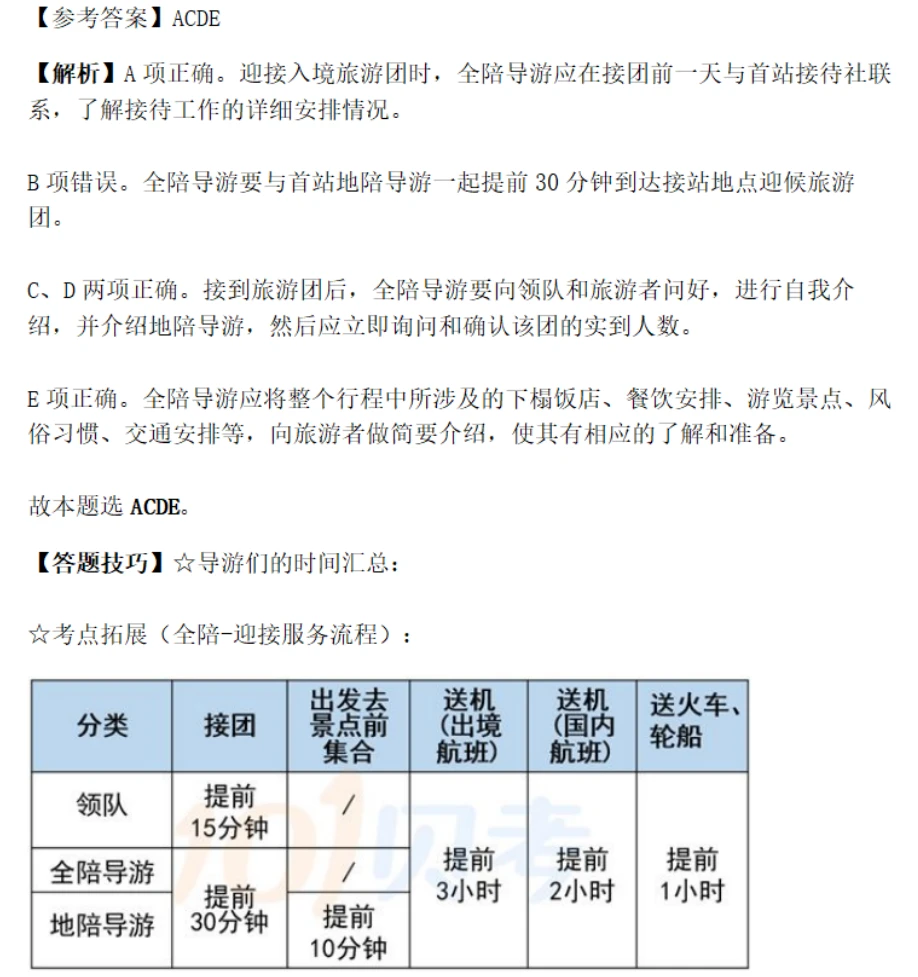 【参考答案】ACDE
【解析】A 项正确。迎接入境旅游团时，全陪导游应在接团前一天与首站接待社联
系，了解接待工作的详细安排情况。
B 项错误。全陪导游要与首站地陪导游一起提前 30 分钟到达接站地点迎候旅游
团。
C、D 两项正确。接到旅游团后，全陪导游要向领队和旅游者问好，进行自我介
绍，并介绍地陪导游，然后应立即询问和确认该团的实到人数。
E 项正确。全陪导游应将整个行程中所涉及的下榻饭店、餐饮安排、游览景点、风
俗习惯、交通安排等，向旅游者做简要介绍，使其有相应的了解和准备。
故本题选 ACDE。
【答题技巧】☆导游们的时间汇总：
☆考点拓展（全陪-迎接服务流程）：
分类 接团 出发去景点前集合 送机(出境航班) 送机(国内航班) 送火车、轮船
领队 提前15分钟 /
全陪导游 提前30分钟 / 提前3小时 提前2小时 提前1小时
地陪导游 提前10分钟
101贝考